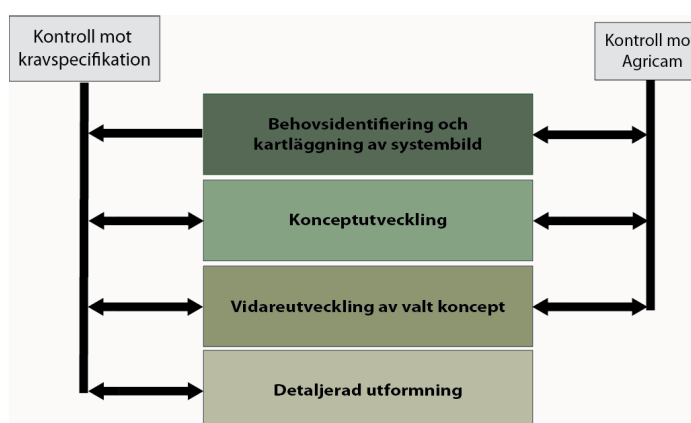 Kontroll mot
kravspecifikation
Kontroll mo
Agricam
Behovsidentifiering och
kartläggning av systembild
Konceptutveckling
Vidareutveckling av valt koncept
Detaljerad utformning